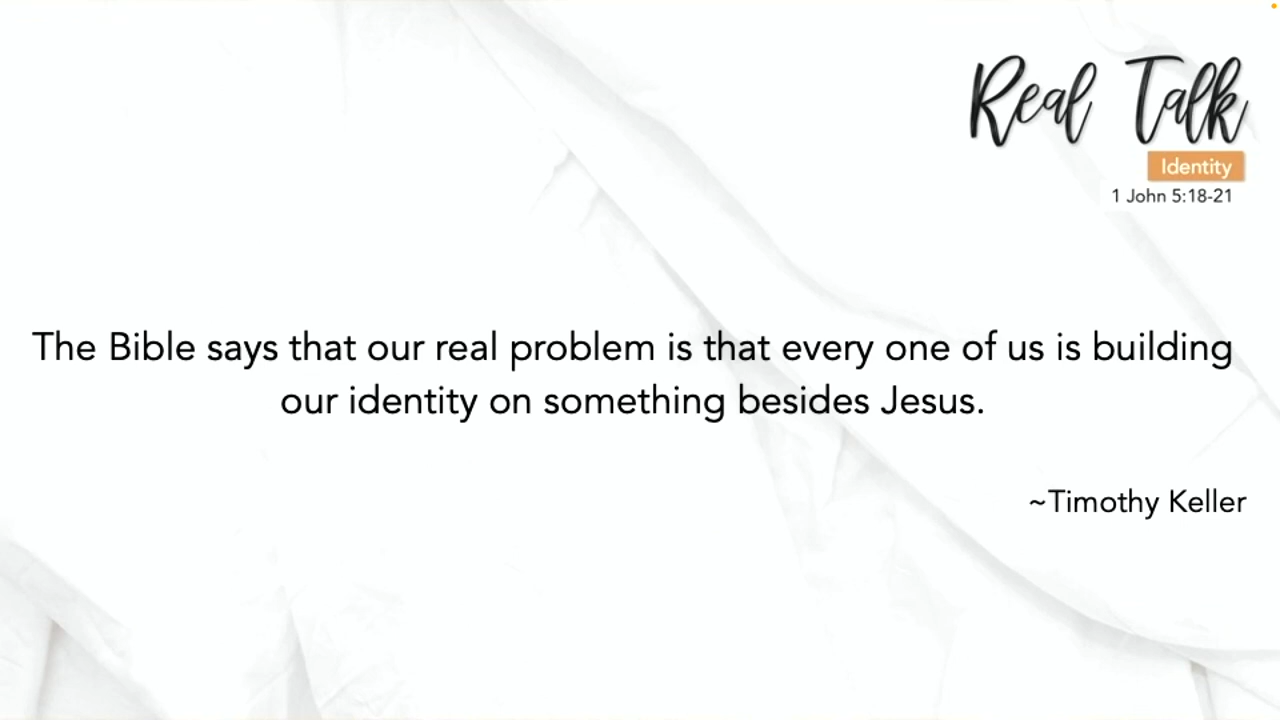 Real Talk
Identity
1 John 5:18-21
The Bible says that our real problem is that every one of us is building
our identity on something besides Jesus.
~Timothy Keller